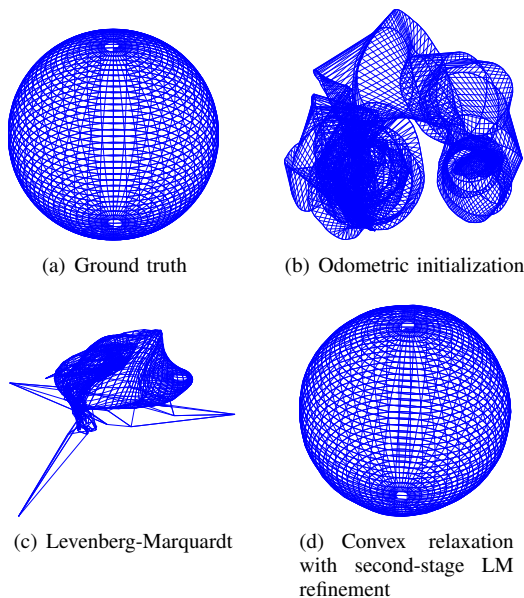 (a) Ground truth
(b) Odometric initialization
(c) Levenberg-Marquardt
(d) Convex relaxation
with second-stage LM
refinement